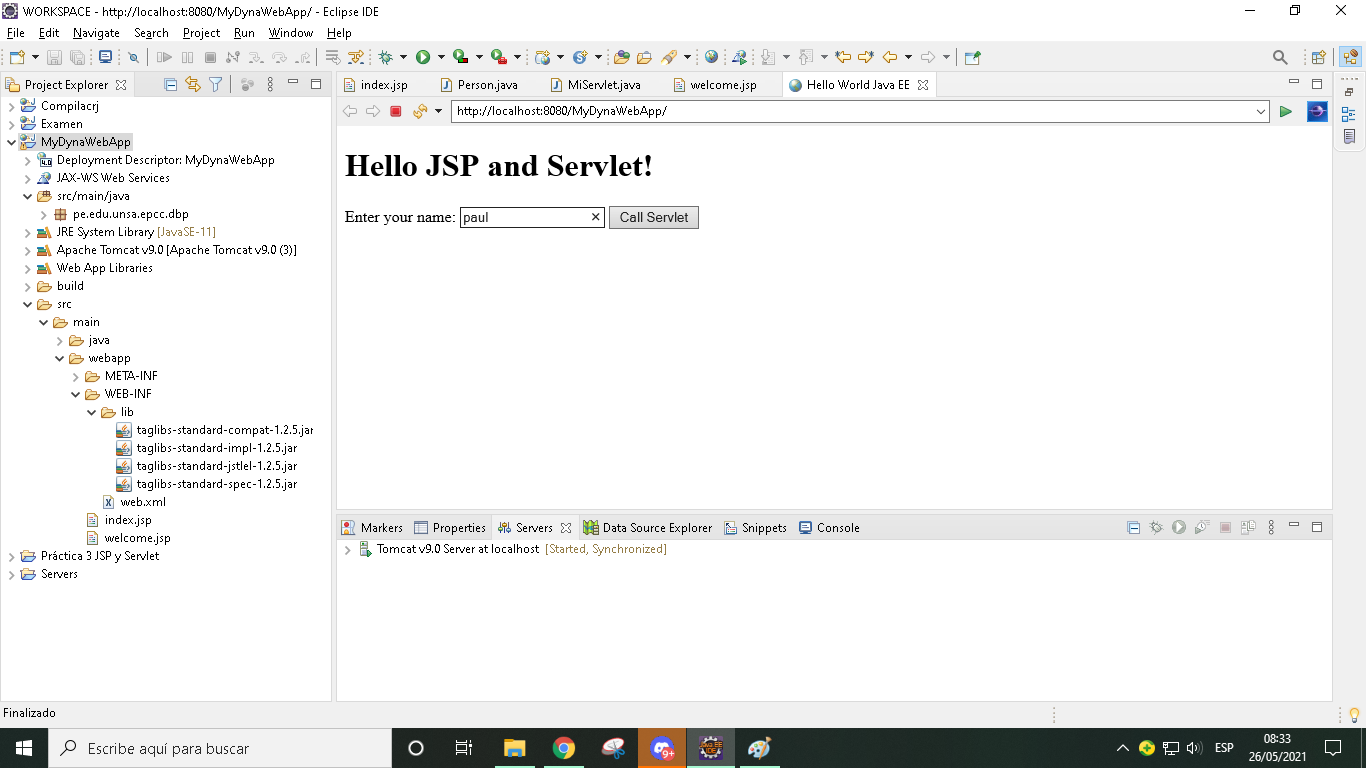 WORKSPACE - http://localhost:8080/MyDynaWebApp/ - Eclipse IDE
File Edit Navigate Search Project Run Window Help
Project Explorer
index.jsp Person.java MiServlet.java welcome.jsp Hello World Java EE
http://localhost:8080/MyDynaWebApp/
Compilacrj
Examen
MyDynaWebApp
Deployment Descriptor: MyDynaWebApp
JAX-WS Web Services
src/main/java
pe.edu.unsa.epcc.dbp
JRE System Library [JavaSE-11]
Apache Tomcat v9.0 [Apache Tomcat v9.0 (3)]
Web App Libraries
build
src
main
java
webapp
META-INF
WEB-INF
lib
taglibs-standard-compat-1.2.5.jar
taglibs-standard-impl-1.2.5.jar
taglibs-standard-jstlel-1.2.5.jar
taglibs-standard-spec-1.2.5.jar
web.xml
index.jsp
welcome.jsp
Práctica 3 JSP y Servlet
Servers
Hello JSP and Servlet!
Enter your name: paul Call Servlet
Markers Properties Servers Data Source Explorer Snippets Console
Tomcat v9.0 Server at localhost [Started, Synchronized]
Finalizado
Escribe aquí para buscar
9+
JAVA EE
IDE
ESP
08:33
26/05/2021